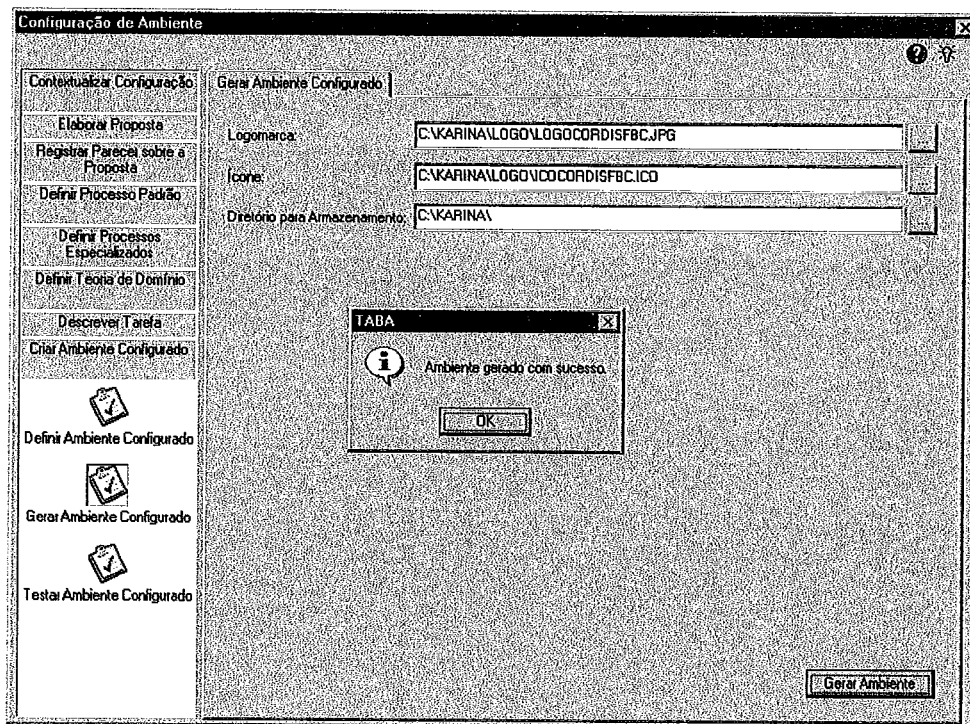 Configuração de Ambiente
Contextualizar Configuração
Elaborar Proposta
Registrar Parecer sobre a
Proposta
Definir Processo Padrão
Definir Processos
Especializados
Definir Teoria de Domínio
Descrever Tarefa
Criar Ambiente Configurado
Definir Ambiente Configurado
Gerar Ambiente Configurado
Testar Ambiente Configurado
Gerar Ambiente Configurado
Logomarca: C:\KARINA\LOGO\LOGOCORDISFBC.JPG ...
Ícone: C:\KARINA\LOGO\ICOCORDISFBC.ICO ...
Diretório para Armazenamento: C:\KARINA\ ...
TABA
Ambiente gerado com sucesso.
OK
Gerar Ambiente